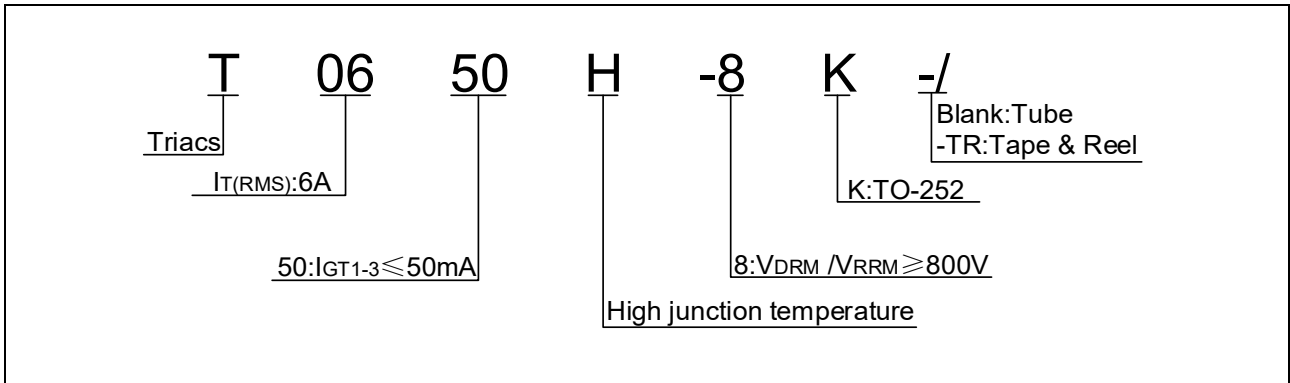 T 06 50 H -8 K -/
Blank:Tube
Triacs
-TR:Tape & Reel
IT(RMS):6A
K:TO-252
50:IGT1-3≤50mA
8:VDRM /VRRM≥800V
High junction temperature